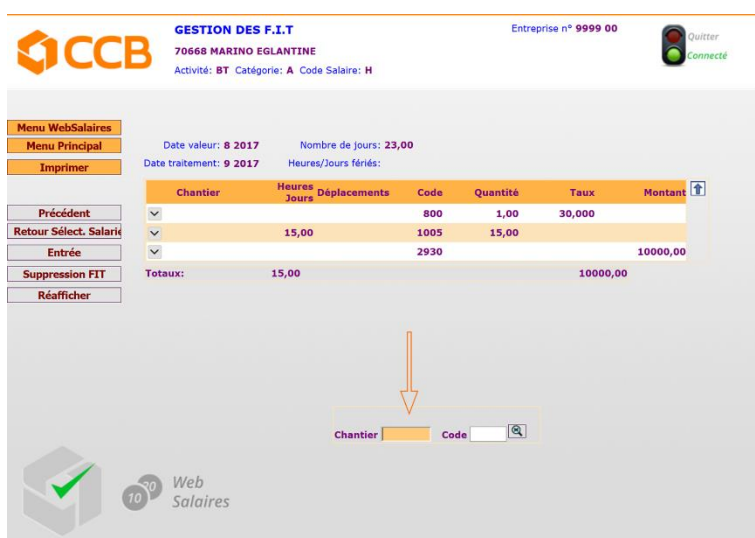 CCB
GESTION DES F.I.T
70668 MARINO EGLANTINE
Activité: BT Catégorie: A Code Salaire: H
Entreprise n° 9999 00
Quitter
Connecté
Menu WebSalaires
Menu Principal
Imprimer
Précédent
Retour Sélect. Salarié
Entrée
Suppression FIT
Réafficher
Date valeur: 8 2017 Nombre de jours: 23,00
Date traitement: 9 2017 Heures/Jours fériés:
Chantier Heures Jours Déplacements Code Quantité Taux Montant
800 1,00 30,000
15,00 1005 15,00
2930 10000,00
Totaux: 15,00 10000,00
Chantier Code
10 20 Web
Salaires